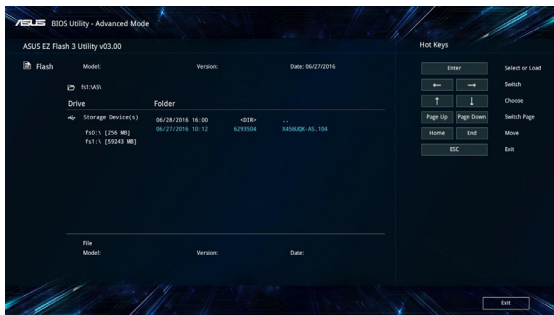 ASUS BIOS Utility - Advanced Mode
ASUS EZ Flash 3 Utility v03.00
Flash Model: Version: Date: 06/27/2016
fs1:\AS\
Drive Folder
Storage Device(s)
fs0:\ [256 MB]
fs1:\ [59243 MB]
06/28/2016 16:00 <DIR> ..
06/27/2016 10:12 6293504 X456UQK-AS.104
File
Model: Version: Date:
Hot Keys
Enter Select or Load
← → Switch
↑ ↓ Choose
Page Up Page Down Switch Page
Home End Move
ESC Exit
Exit